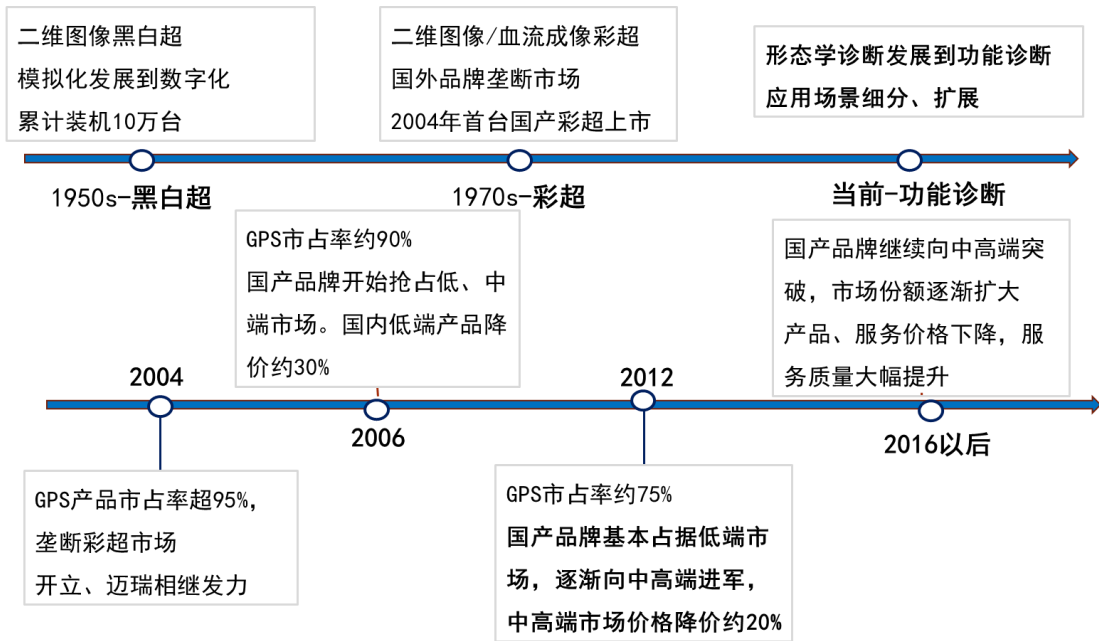 二维图像黑白超
模拟化发展到数字化
累计装机10万台
二维图像/血流成像彩超
国外品牌垄断市场
2004年首台国产彩超上市
形态学诊断发展到功能诊断
应用场景细分、扩展
1950s-黑白超
1970s-彩超
当前-功能诊断
GPS市占率约90%
国产品牌开始抢占低、中
端市场。国内低端产品降
价约30%
国产品牌继续向中高端突
破，市场份额逐渐扩大
产品、服务价格下降，服
务质量大幅提升
2004
2006
2012
2016以后
GPS产品市占率超95%，
垄断彩超市场
开立、迈瑞相继发力
GPS市占率约75%
国产品牌基本占据低端市
场，逐渐向中高端进军，
中高端市场价格降价约20%